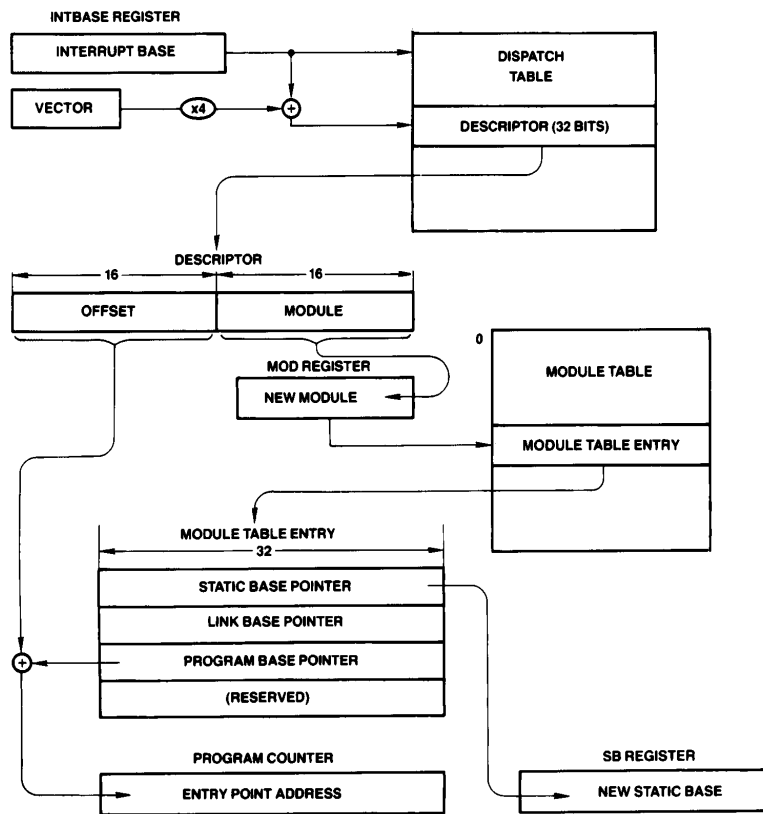 INTBASE REGISTER
INTERRUPT BASE
VECTOR
x4
+
DISPATCH
TABLE
DESCRIPTOR (32 BITS)
DESCRIPTOR
16
16
OFFSET
MODULE
MOD REGISTER
NEW MODULE
0
MODULE TABLE
MODULE TABLE ENTRY
MODULE TABLE ENTRY
32
STATIC BASE POINTER
LINK BASE POINTER
PROGRAM BASE POINTER
(RESERVED)
+
PROGRAM COUNTER
ENTRY POINT ADDRESS
SB REGISTER
NEW STATIC BASE